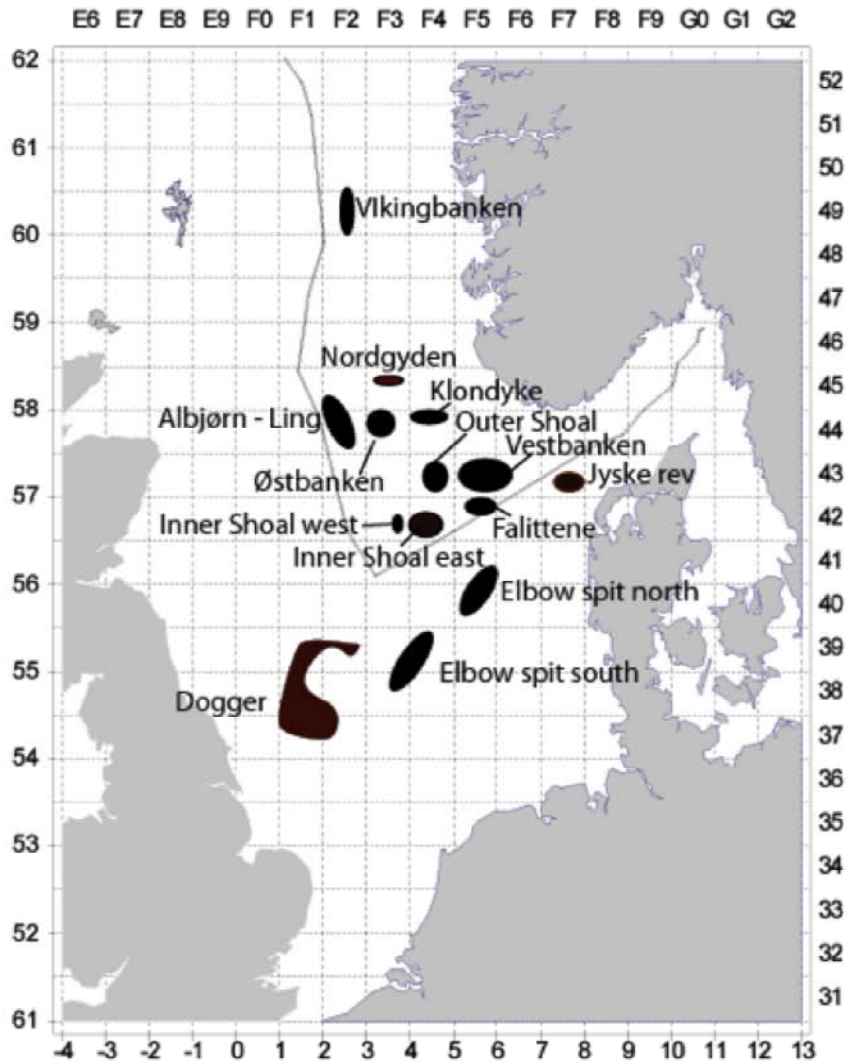 E6 E7 E8 E9 F0 F1 F2 F3 F4 F5 F6 F7 F8 F9 G0 G1 G2
62
52
61
51
50
VIkingbanken
49
60
48
47
59
46
Nordgyden
45
Klondyke
58
Albjørn - Ling
Outer Shoal
44
Vestbanken
Østbanken
Jyske rev
43
57
Inner Shoal west
Falittene
42
Inner Shoal east
41
56
Elbow spit north
40
39
55
Elbow spit south
38
Dogger
37
54
36
35
53
34
33
52
32
31
61
-4 -3 -2 -1 0 1 2 3 4 5 6 7 8 9 10 11 12 13